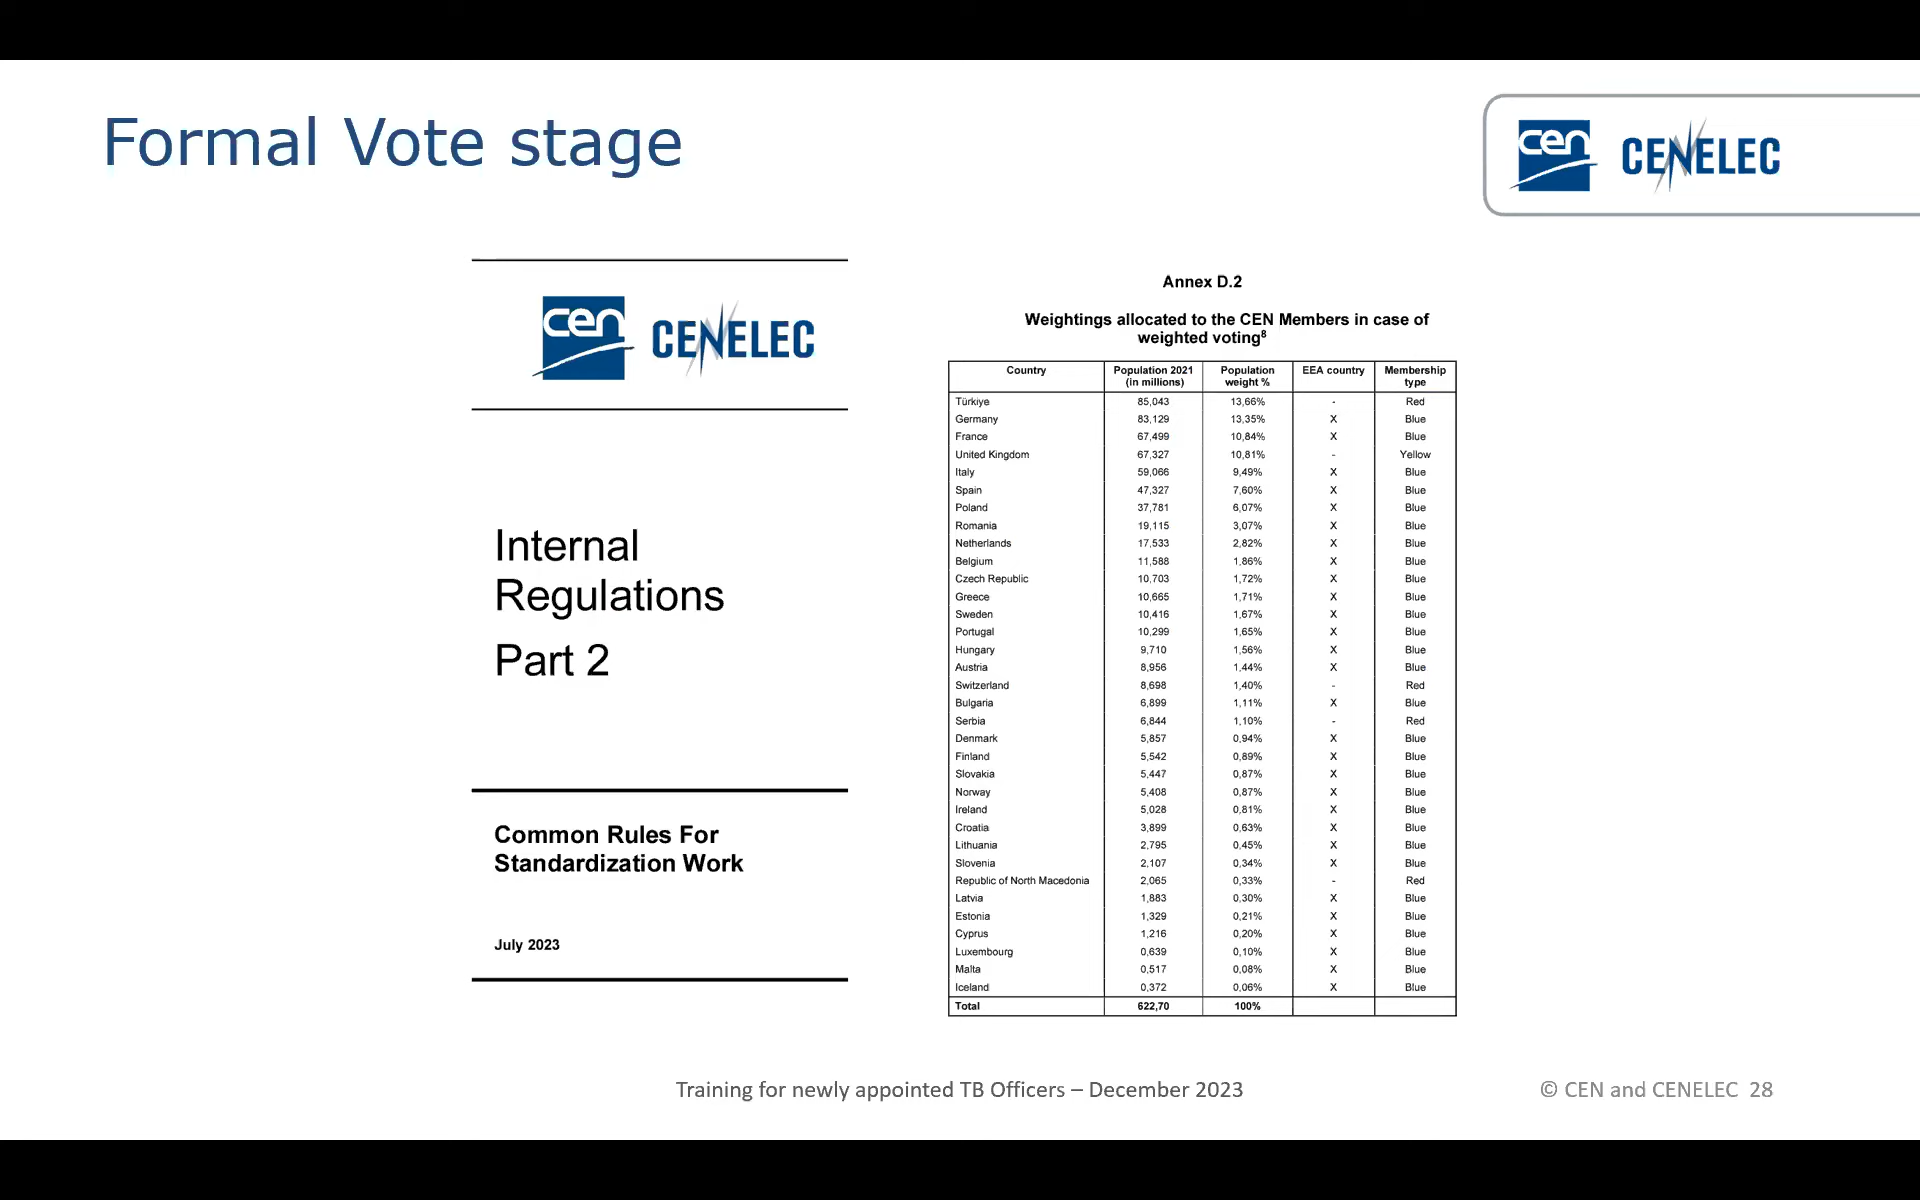 Formal Vote stage
cen CENELEC
cen CENELEC
Internal
Regulations
Part 2
Common Rules For
Standardization Work
July 2023
Annex D.2
Weightings allocated to the CEN Members in case of
weighted voting8
Country Population 2021 (in millions) Population weight % EEA country Membership type
Türkiye 85,043 13,66% - Red
Germany 83,129 13,35% X Blue
France 67,499 10,84% X Blue
United Kingdom 67,327 10,81% - Yellow
Italy 59,066 9,49% X Blue
Spain 47,327 7,60% X Blue
Poland 37,781 6,07% X Blue
Romania 19,115 3,07% X Blue
Netherlands 17,533 2,82% X Blue
Belgium 11,588 1,86% X Blue
Czech Republic 10,703 1,72% X Blue
Greece 10,665 1,71% X Blue
Sweden 10,416 1,67% X Blue
Portugal 10,299 1,65% X Blue
Hungary 9,710 1,56% X Blue
Austria 8,956 1,44% X Blue
Switzerland 8,698 1,40% - Red
Bulgaria 6,899 1,11% X Blue
Serbia 6,844 1,10% - Red
Denmark 5,857 0,94% X Blue
Finland 5,542 0,89% X Blue
Slovakia 5,447 0,87% X Blue
Norway 5,408 0,87% X Blue
Ireland 5,028 0,81% X Blue
Croatia 3,899 0,63% X Blue
Lithuania 2,795 0,45% X Blue
Slovenia 2,107 0,34% X Blue
Republic of North Macedonia 2,065 0,33% - Red
Latvia 1,883 0,30% X Blue
Estonia 1,329 0,21% X Blue
Cyprus 1,216 0,20% X Blue
Luxembourg 0,639 0,10% X Blue
Malta 0,517 0,08% X Blue
Iceland 0,372 0,06% X Blue
Total 622,70 100%
Training for newly appointed TB Officers – December 2023
© CEN and CENELEC 28